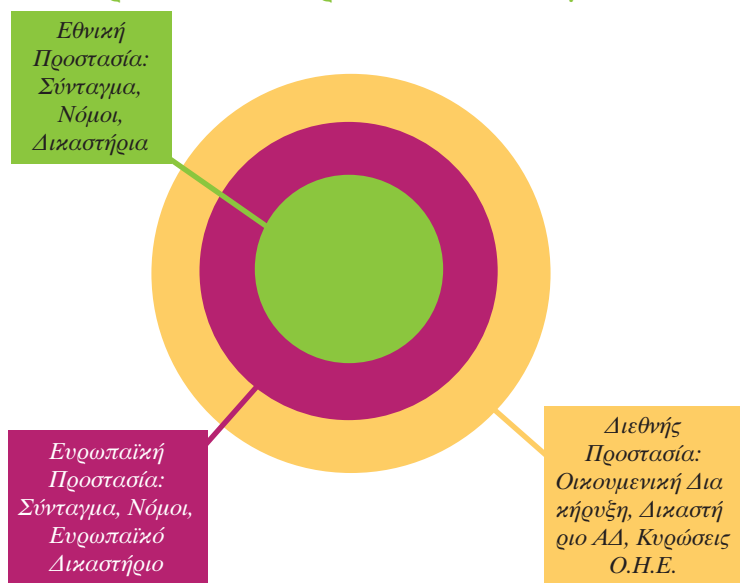 Εθνική
Προστασία:
Σύνταγμα,
Νόμοι,
Δικαστήρια
Ευρωπαϊκή
Προστασία:
Σύνταγμα, Νόμοι,
Ευρωπαϊκό
Δικαστήριο
Διεθνής
Προστασία:
Οικουμενική Δια
κήρυξη, Δικαστή
ριο ΑΔ, Κυρώσεις
Ο.Η.Ε.